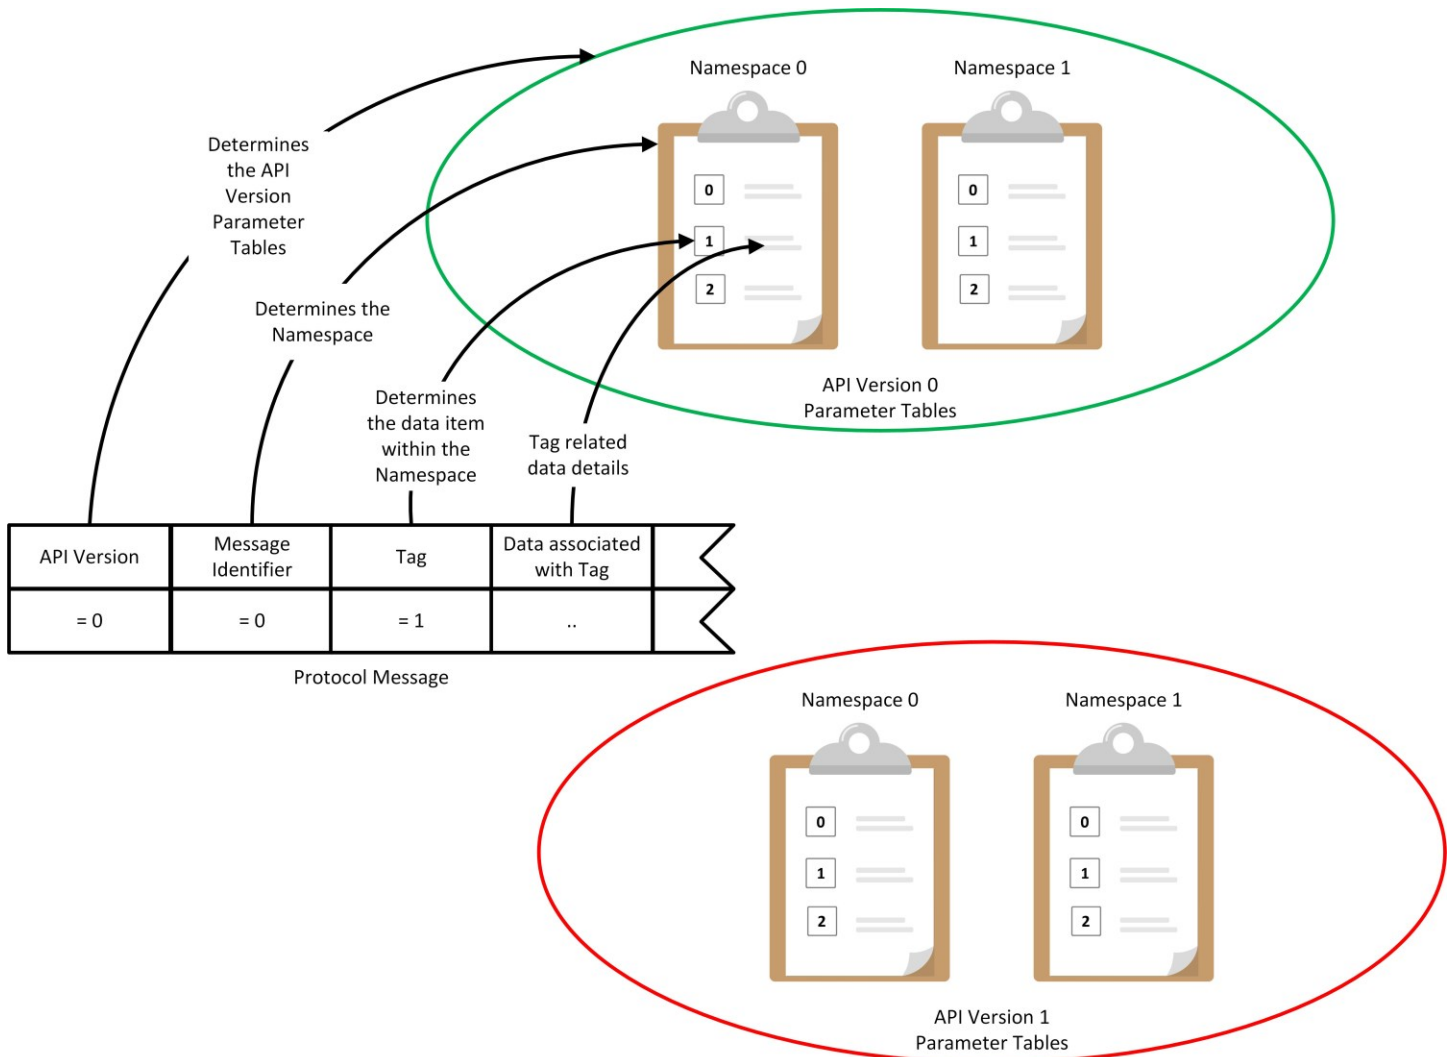 Namespace 0
Namespace 1
Determines
the API
Version
Parameter
Tables
0
1
2
0
1
2
Determines the
Namespace
API Version 0
Parameter Tables
Determines
the data item
within the
Namespace
Tag related
data details
API Version
Message
Identifier
Tag
Data associated
with Tag
= 0
= 0
= 1
..
Protocol Message
Namespace 0
Namespace 1
0
1
2
0
1
2
API Version 1
Parameter Tables